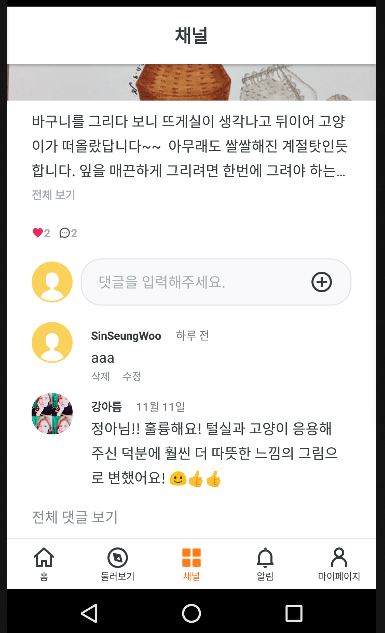 채널
바구니를 그리다 보니 뜨게실이 생각나고 뒤이어 고양
이가 떠올랐답니다~~ 아무래도 쌀쌀해진 계절탓인듯
합니다. 잎을 매끈하게 그리려면 한번에 그려야 하는...
전체 보기
2 2
댓글을 입력해주세요.
SinSeungWoo 하루 전
aaa
삭제 수정
강아름 11월 11일
정아님!! 훌륭해요! 털실과 고양이 응용해
주신 덕분에 훨씬 더 따뜻한 느낌의 그림으
로 변했어요! 🙂👍👍
전체 댓글 보기
홈 둘러보기 채널 알림 마이페이지